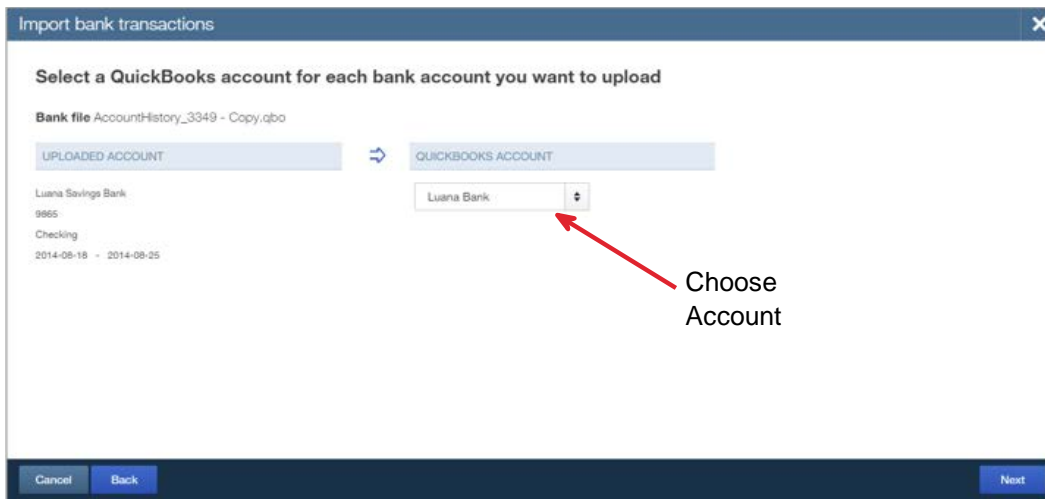 Import bank transactions
Select a QuickBooks account for each bank account you want to upload
Bank file AccountHistory_3349 - Copy.qbo
UPLOADED ACCOUNT
QUICKBOOKS ACCOUNT
Luana Savings Bank
9865
Checking
2014-08-18 - 2014-08-25
Luana Bank
Choose
Account
Cancel
Back
Next